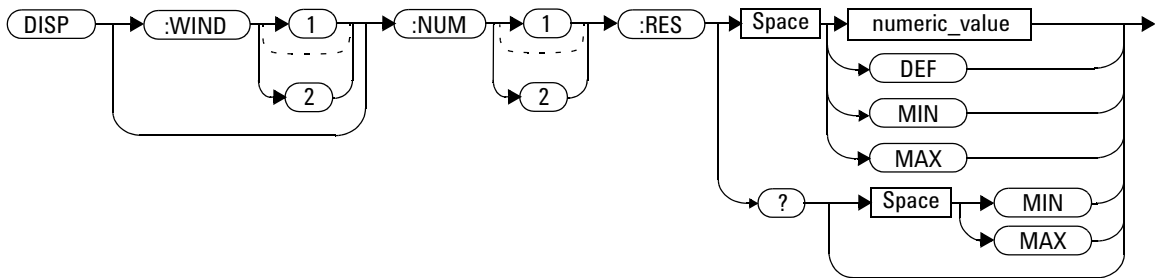 DISP :WIND 1 :NUM 1 :RES Space numeric_value
DEF
2 2 MIN
MAX
? Space MIN
MAX